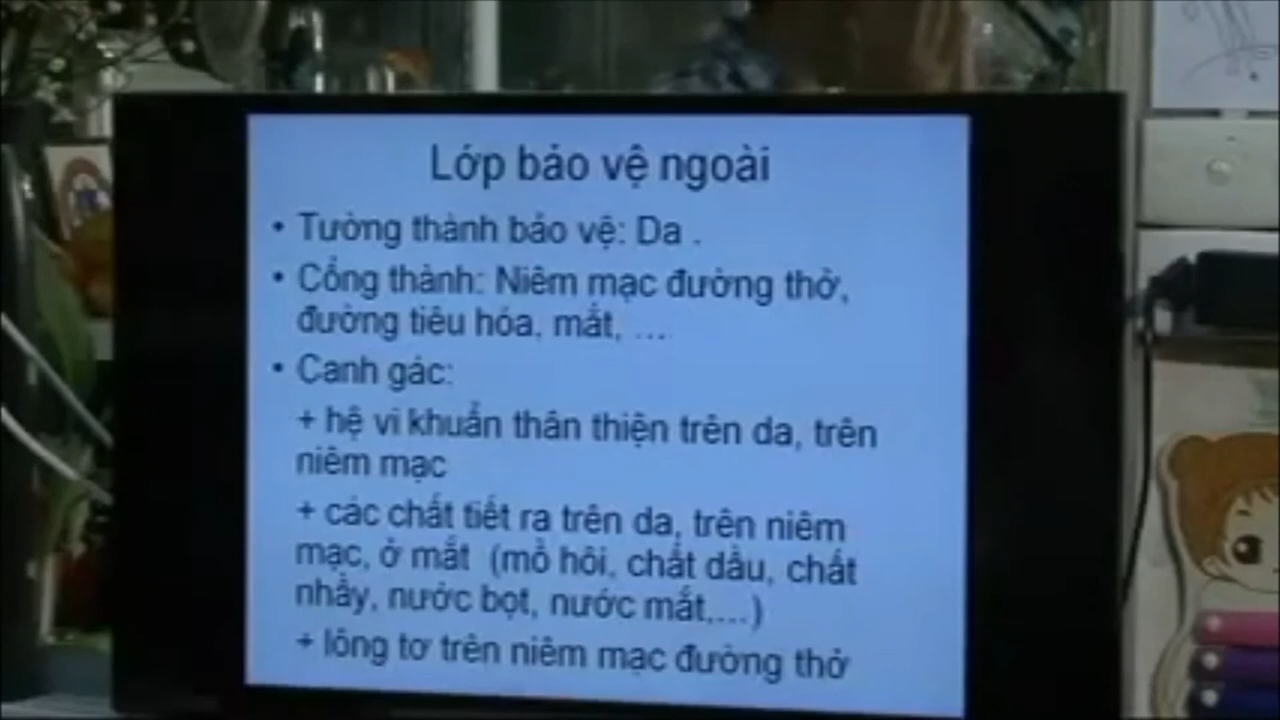 Lớp bảo vệ ngoài
• Tường thành bảo vệ: Da .
• Cổng thành: Niêm mạc đường thở,
đường tiêu hóa, mắt, ...
• Canh gác:
+ hệ vi khuẩn thân thiện trên da, trên
niêm mạc
+ các chất tiết ra trên da, trên niêm
mạc, ở mắt (mồ hôi, chất dầu, chất
nhầy, nước bọt, nước mắt,...)
+ lông tơ trên niêm mạc đường thở